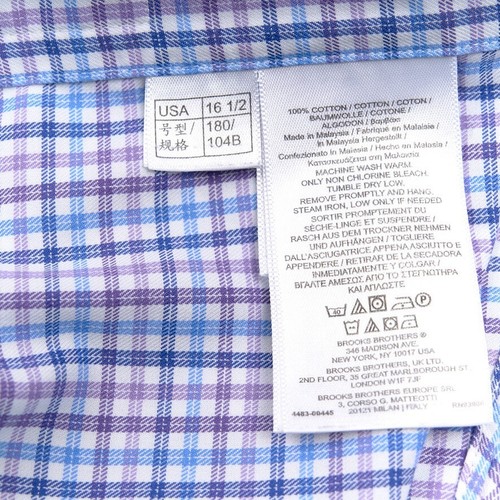 USA 16 1/2
号型/ 180/
规格 104B
100% COTTON / COTTON / COTON /
BAUMWOLLE / COTONE /
ALGODON / βαμβάκι
Made in Malaysia / Fabriqué en Malaisie /
In Malaysia Hergestellt /
Confezionato In Malaysia / Hecho en Malasia /
Κατασκευάζεται στη Μαλαισία
MACHINE WASH WARM.
ONLY NON CHLORINE BLEACH.
TUMBLE DRY LOW.
REMOVE PROMPTLY AND HANG.
STEAM IRON, LOW ONLY IF NEEDED
SORTIR PROMPTEMENT DU
SÈCHE-LINGE ET SUSPENDRE /
RASCH AUS DEM TROCKNER NEHMEN
UND AUFHÄNGEN / TOGLIERE
DALL'ASCIUGATRICE APPENA ASCIUTTO E
APPENDERE / RETIRAR DE LA SECADORA
INMEDIATAMENTE Y COLGAR /
ΒΓΑΛΤΕ ΑΜΕΣΩΣ ΑΠΟ ΤΟ ΣΤΕΓΝΩΤΗΡΑ
ΚΑΙ ΑΠΛΩΣΤΕ
40 P
BROOKS BROTHERS ®
346 MADISON AVE.
NEW YORK, NY 10017 USA
BROOKS BROTHERS, UK LTD.
2ND FLOOR, 35 GREAT MARLBOROUGH ST.
LONDON W1F 7JF
BROOKS BROTHERS EUROPE SRL
3, CORSO G. MATTEOTTI
20121 MILAN | ITALY
4483-00445